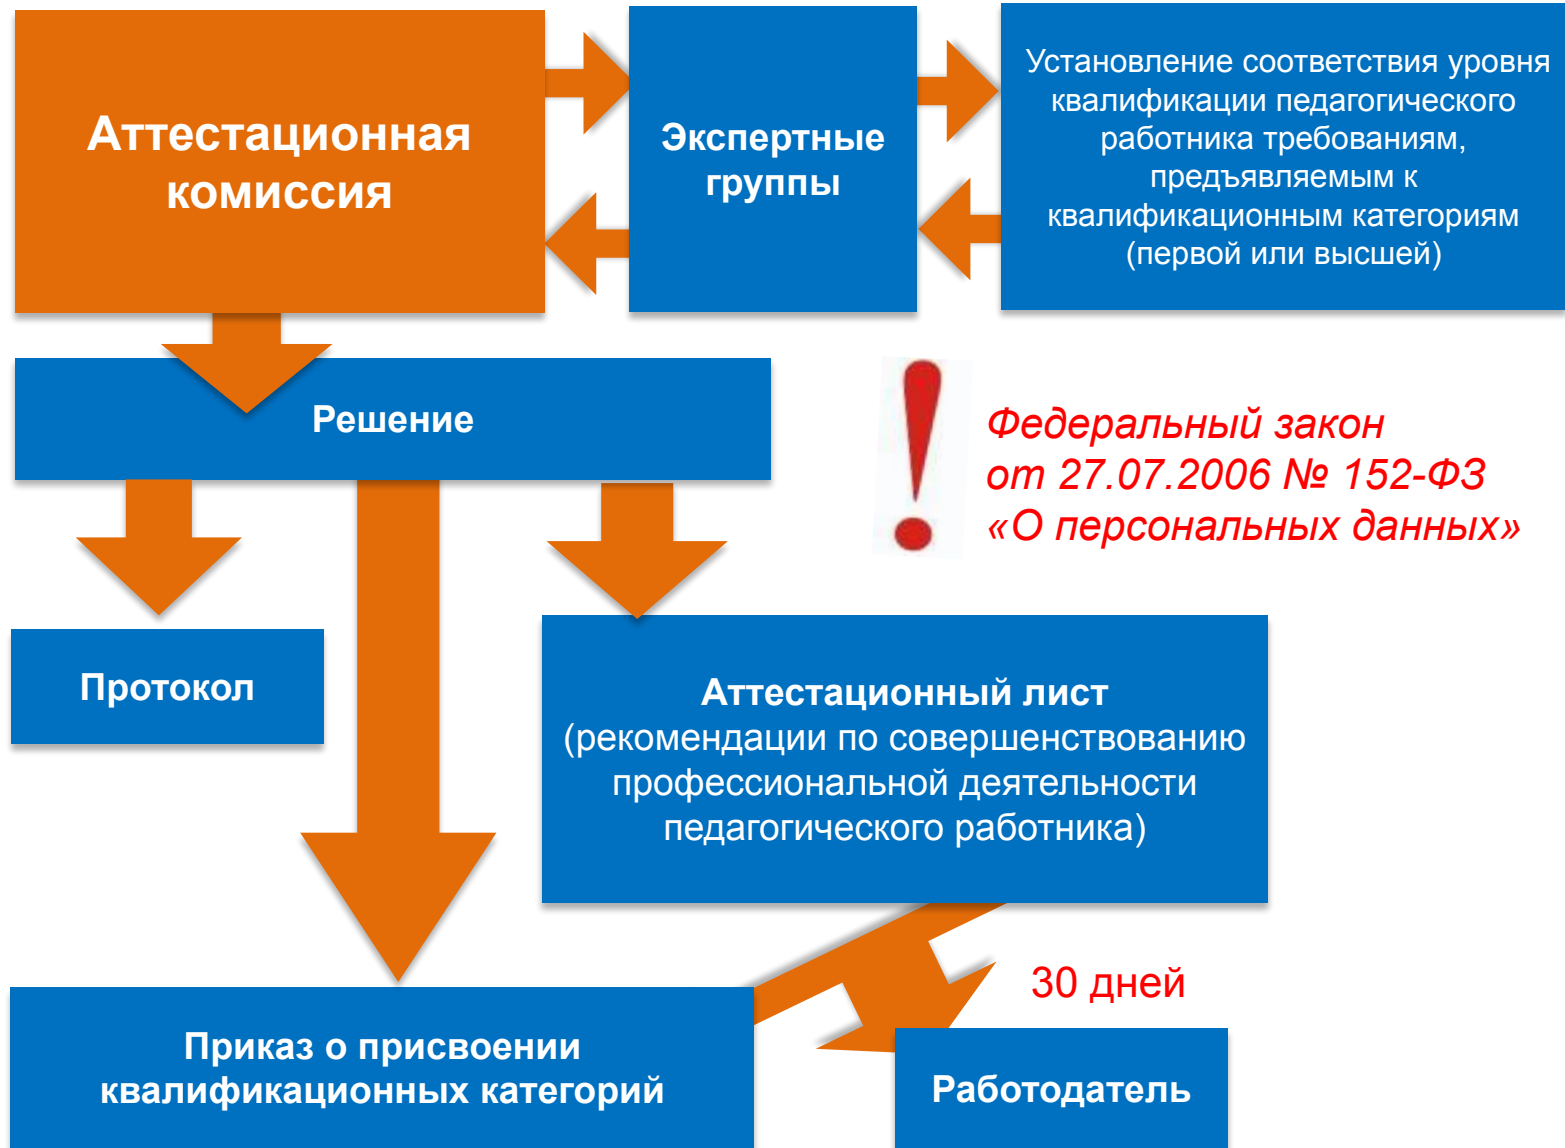 Аттестационная
комиссия
Экспертные
группы
Установление соответствия уровня
квалификации педагогического
работника требованиям,
предъявляемым к
квалификационным категориям
(первой или высшей)
Решение
Федеральный закон
от 27.07.2006 № 152-ФЗ
«О персональных данных»
Протокол
Аттестационный лист
(рекомендации по совершенствованию
профессиональной деятельности
педагогического работника)
30 дней
Приказ о присвоении
квалификационных категорий
Работодатель